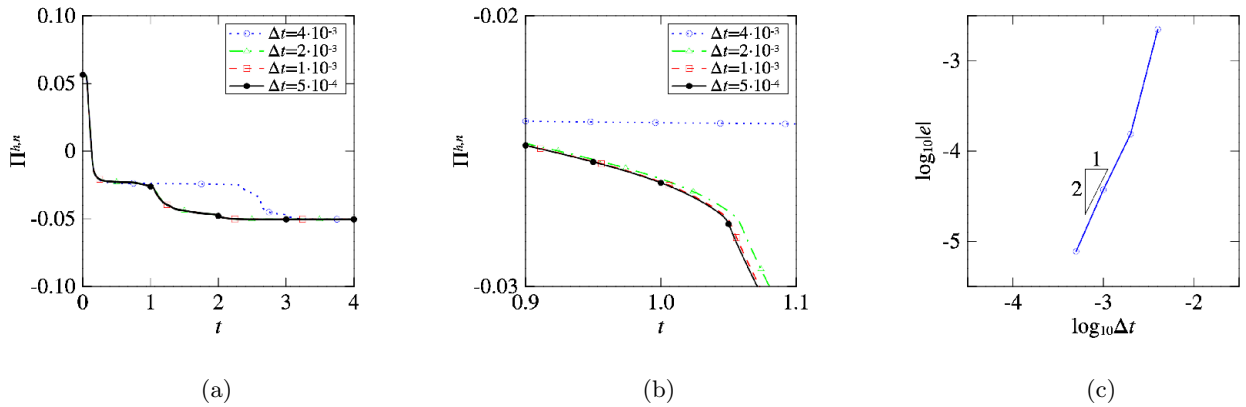 0.10
0.05
0
-0.05
-0.10
Π^{h,n}
Δt=4·10⁻³
Δt=2·10⁻³
Δt=1·10⁻³
Δt=5·10⁻⁴
0 1 2 3 4
t
(a)
-0.02
-0.03
Π^{h,n}
Δt=4·10⁻³
Δt=2·10⁻³
Δt=1·10⁻³
Δt=5·10⁻⁴
0.9 1.0 1.1
t
(b)
-3
-4
-5
log₁₀|e|
1
2
-4 -3 -2
log₁₀Δt
(c)